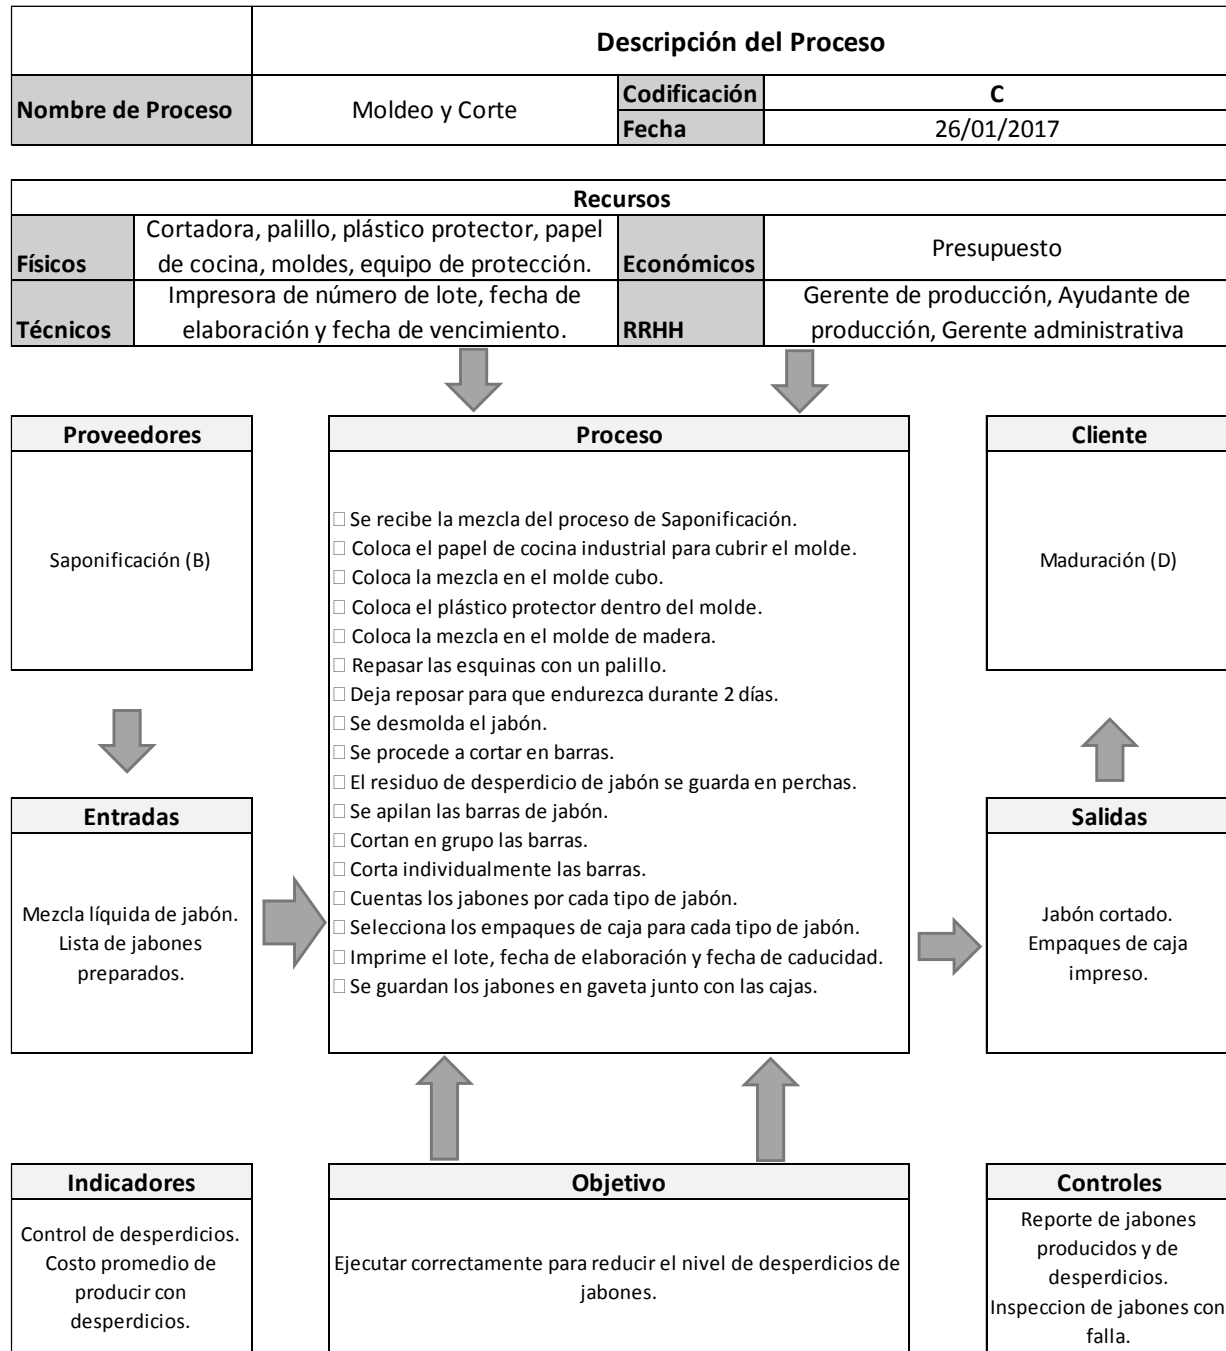 Descripción del Proceso
Nombre de Proceso
Moldeo y Corte
Codificación
C
Fecha
26/01/2017
Recursos
Físicos
Cortadora, palillo, plástico protector, papel
de cocina, moldes, equipo de protección.
Económicos
Presupuesto
Técnicos
Impresora de número de lote, fecha de
elaboración y fecha de vencimiento.
RRHH
Gerente de producción, Ayudante de
producción, Gerente administrativa
Proveedores
Saponificación (B)
Proceso
Se recibe la mezcla del proceso de Saponificación.
Coloca el papel de cocina industrial para cubrir el molde.
Coloca la mezcla en el molde cubo.
Coloca el plástico protector dentro del molde.
Coloca la mezcla en el molde de madera.
Repasar las esquinas con un palillo.
Deja reposar para que endurezca durante 2 días.
Se desmolda el jabón.
Se procede a cortar en barras.
El residuo de desperdicio de jabón se guarda en perchas.
Se apilan las barras de jabón.
Cortan en grupo las barras.
Corta individualmente las barras.
Cuentas los jabones por cada tipo de jabón.
Selecciona los empaques de caja para cada tipo de jabón.
Imprime el lote, fecha de elaboración y fecha de caducidad.
Se guardan los jabones en gaveta junto con las cajas.
Cliente
Maduración (D)
Entradas
Mezcla líquida de jabón.
Lista de jabones
preparados.
Salidas
Jabón cortado.
Empaques de caja
impreso.
Indicadores
Control de desperdicios.
Costo promedio de
producir con
desperdicios.
Objetivo
Ejecutar correctamente para reducir el nivel de desperdicios de
jabones.
Controles
Reporte de jabones
producidos y de
desperdicios.
Inspeccion de jabones con
falla.